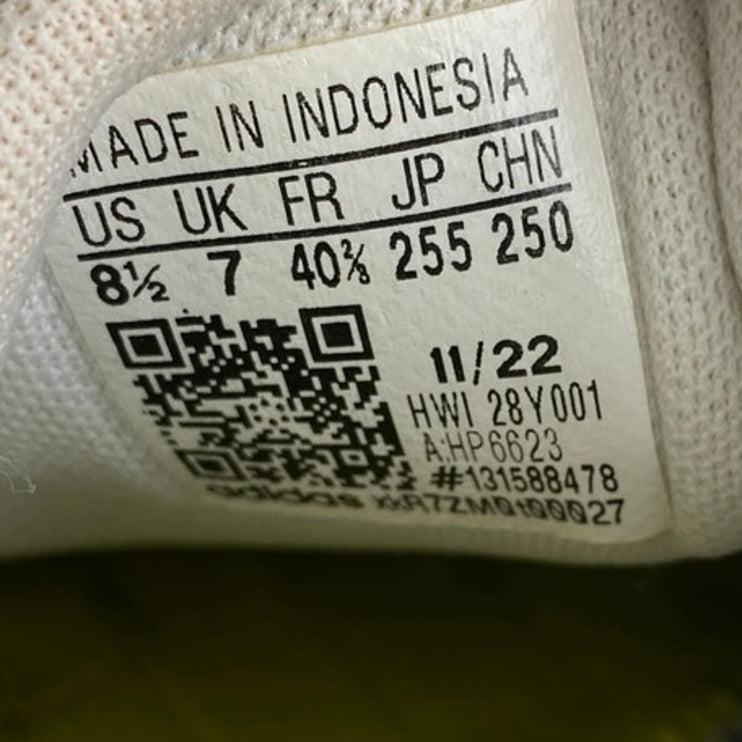 MADE IN INDONESIA
US UK FR JP CHN
8½ 7 40⅔ 255 250
11/22
HWI 28Y001
A:HP6623
#131588478
adidas xkR7ZM0t00027